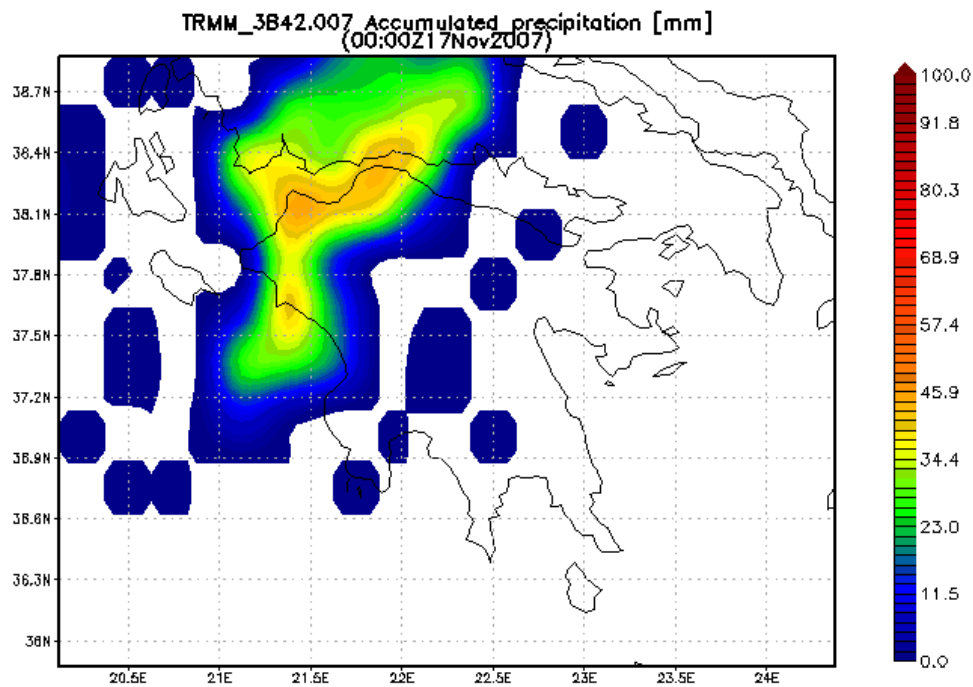 TRMM_3B42.007 Accumulated_precipitation [mm]
(00:00Z17Nov2007)
38.7N
38.4N
38.1N
37.8N
37.5N
37.2N
36.9N
36.6N
36.3N
36N
20.5E
21E
21.5E
22E
22.5E
23E
23.5E
24E
100.0
91.8
80.3
68.9
57.4
45.9
34.4
23.0
11.5
0.0